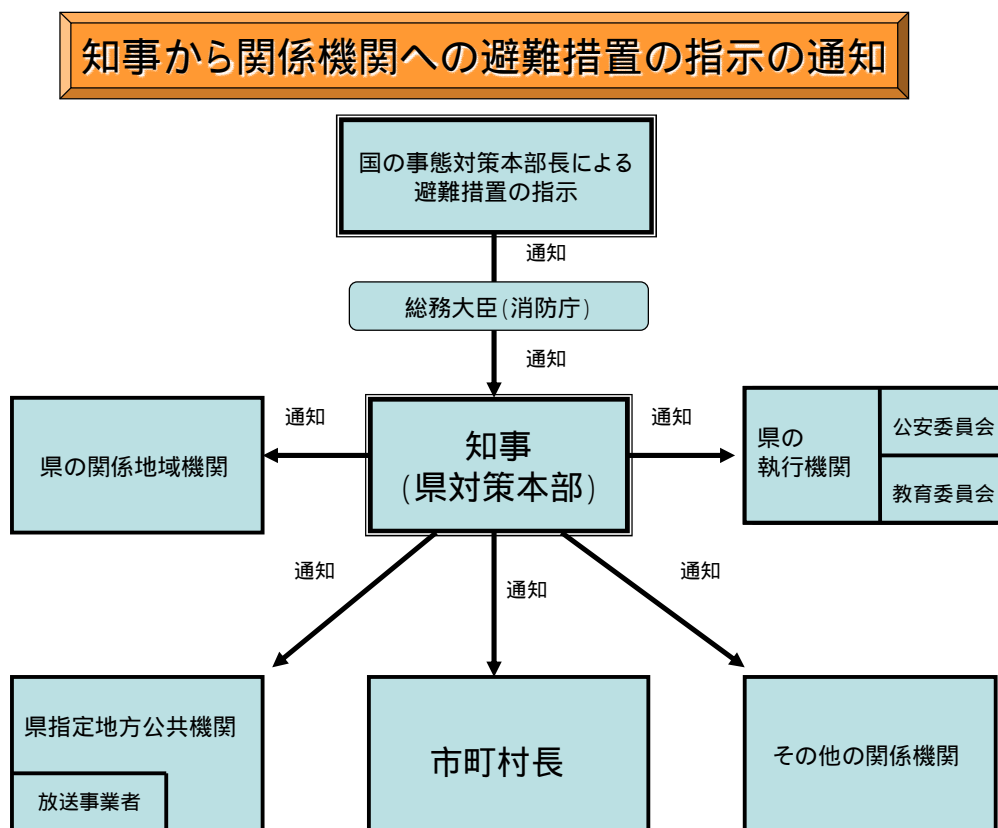 知事から関係機関への避難措置の指示の通知
国の事態対策本部長による
避難措置の指示
通知
総務大臣(消防庁)
通知
県の関係地域機関
通知
知事
(県対策本部)
通知
県の
執行機関
公安委員会
教育委員会
通知
通知
通知
県指定地方公共機関
放送事業者
市町村長
その他の関係機関